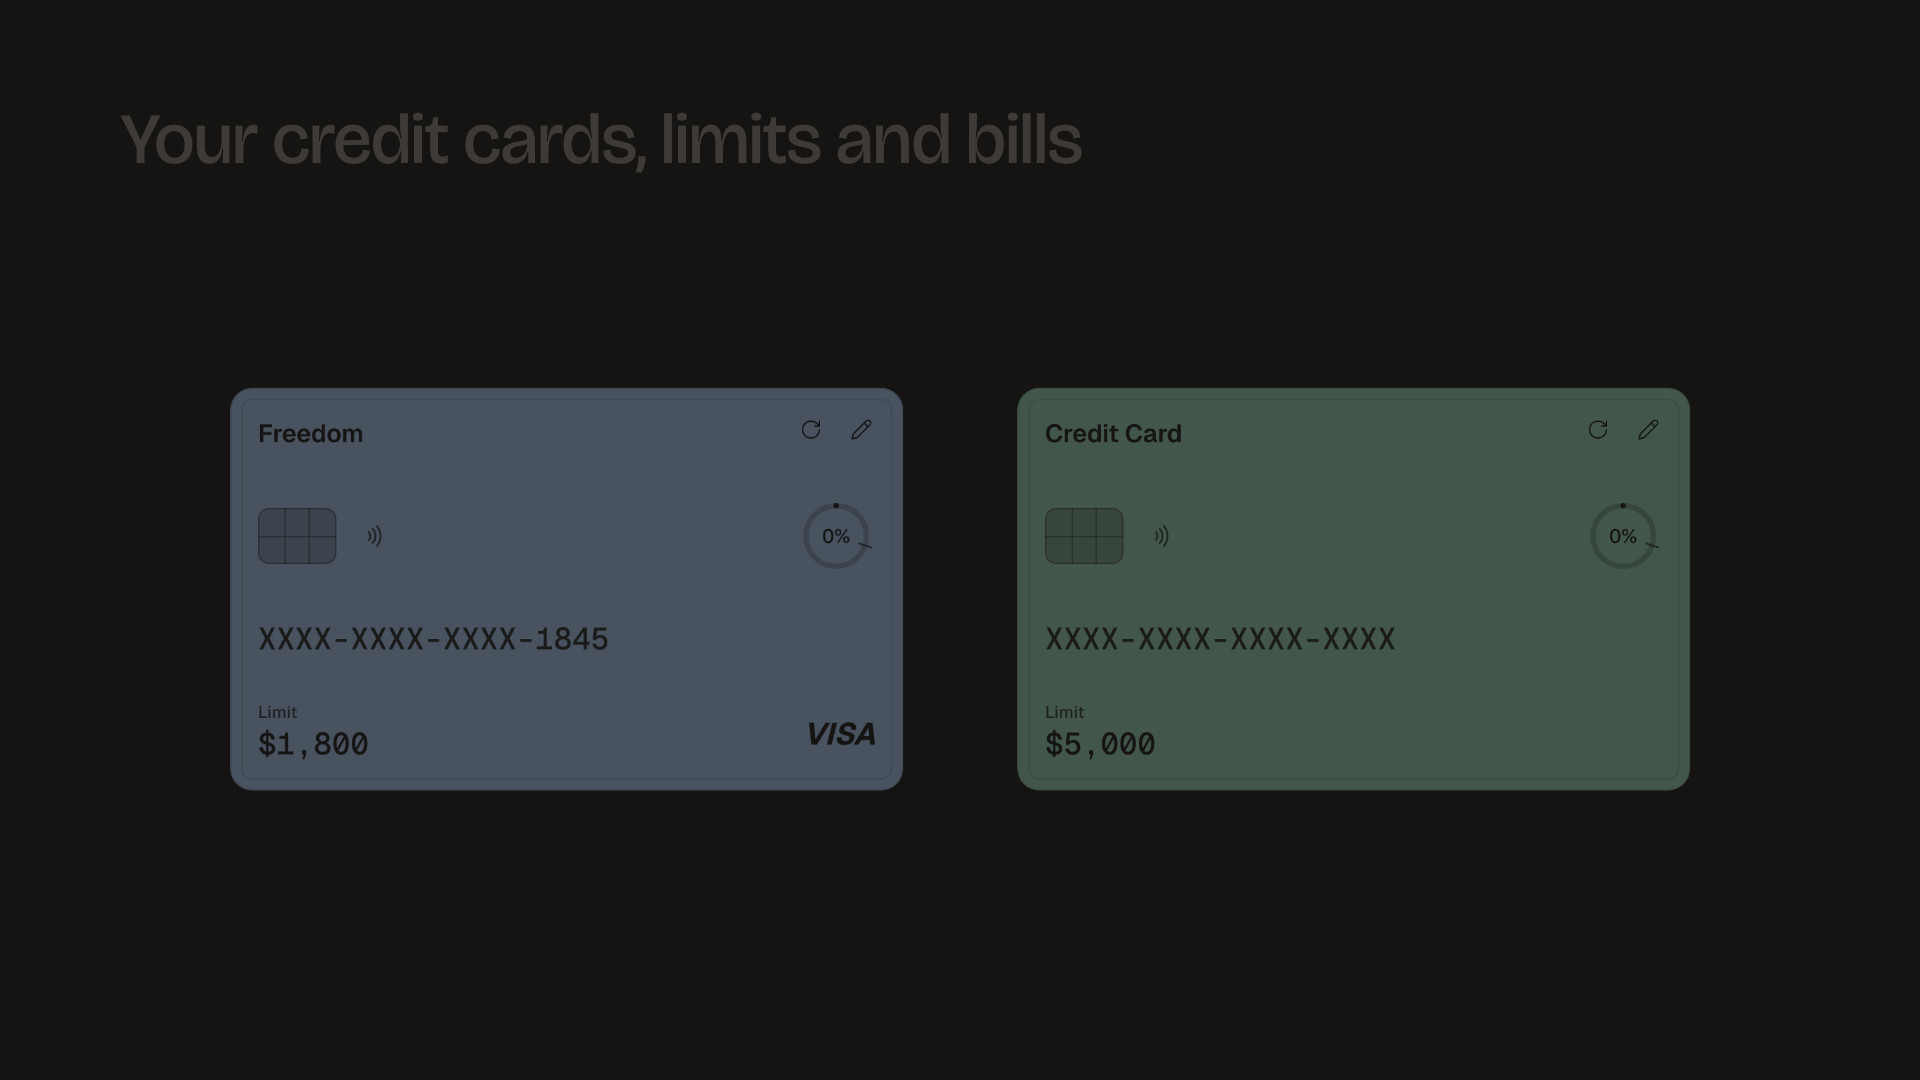 Your credit cards, limits and bills
Freedom
0%
XXXX-XXXX-XXXX-1845
Limit
$1,800
VISA
Credit Card
0%
XXXX-XXXX-XXXX-XXXX
Limit
$5,000